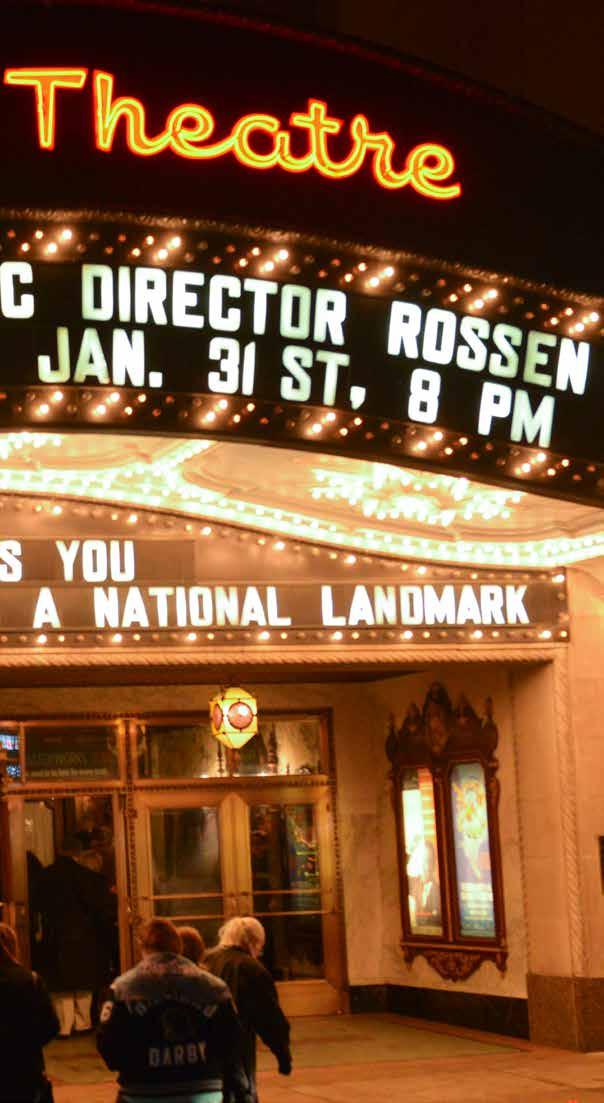 Theatre
C DIRECTOR ROSSEN
JAN. 31 ST, 8 PM
S YOU
A NATIONAL LANDMARK
DARBY